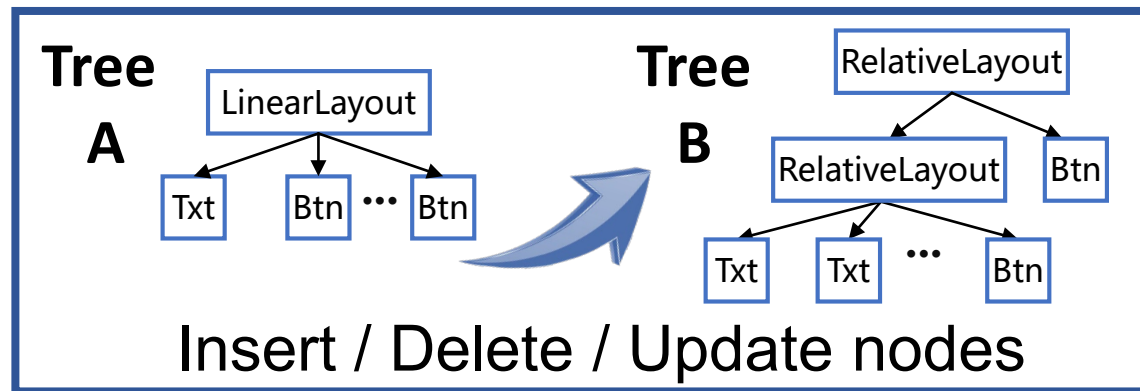 Tree
A
LinearLayout
Txt
Btn
•••
Btn
Tree
B
RelativeLayout
RelativeLayout
Btn
Txt
Txt
•••
Btn
Insert / Delete / Update nodes